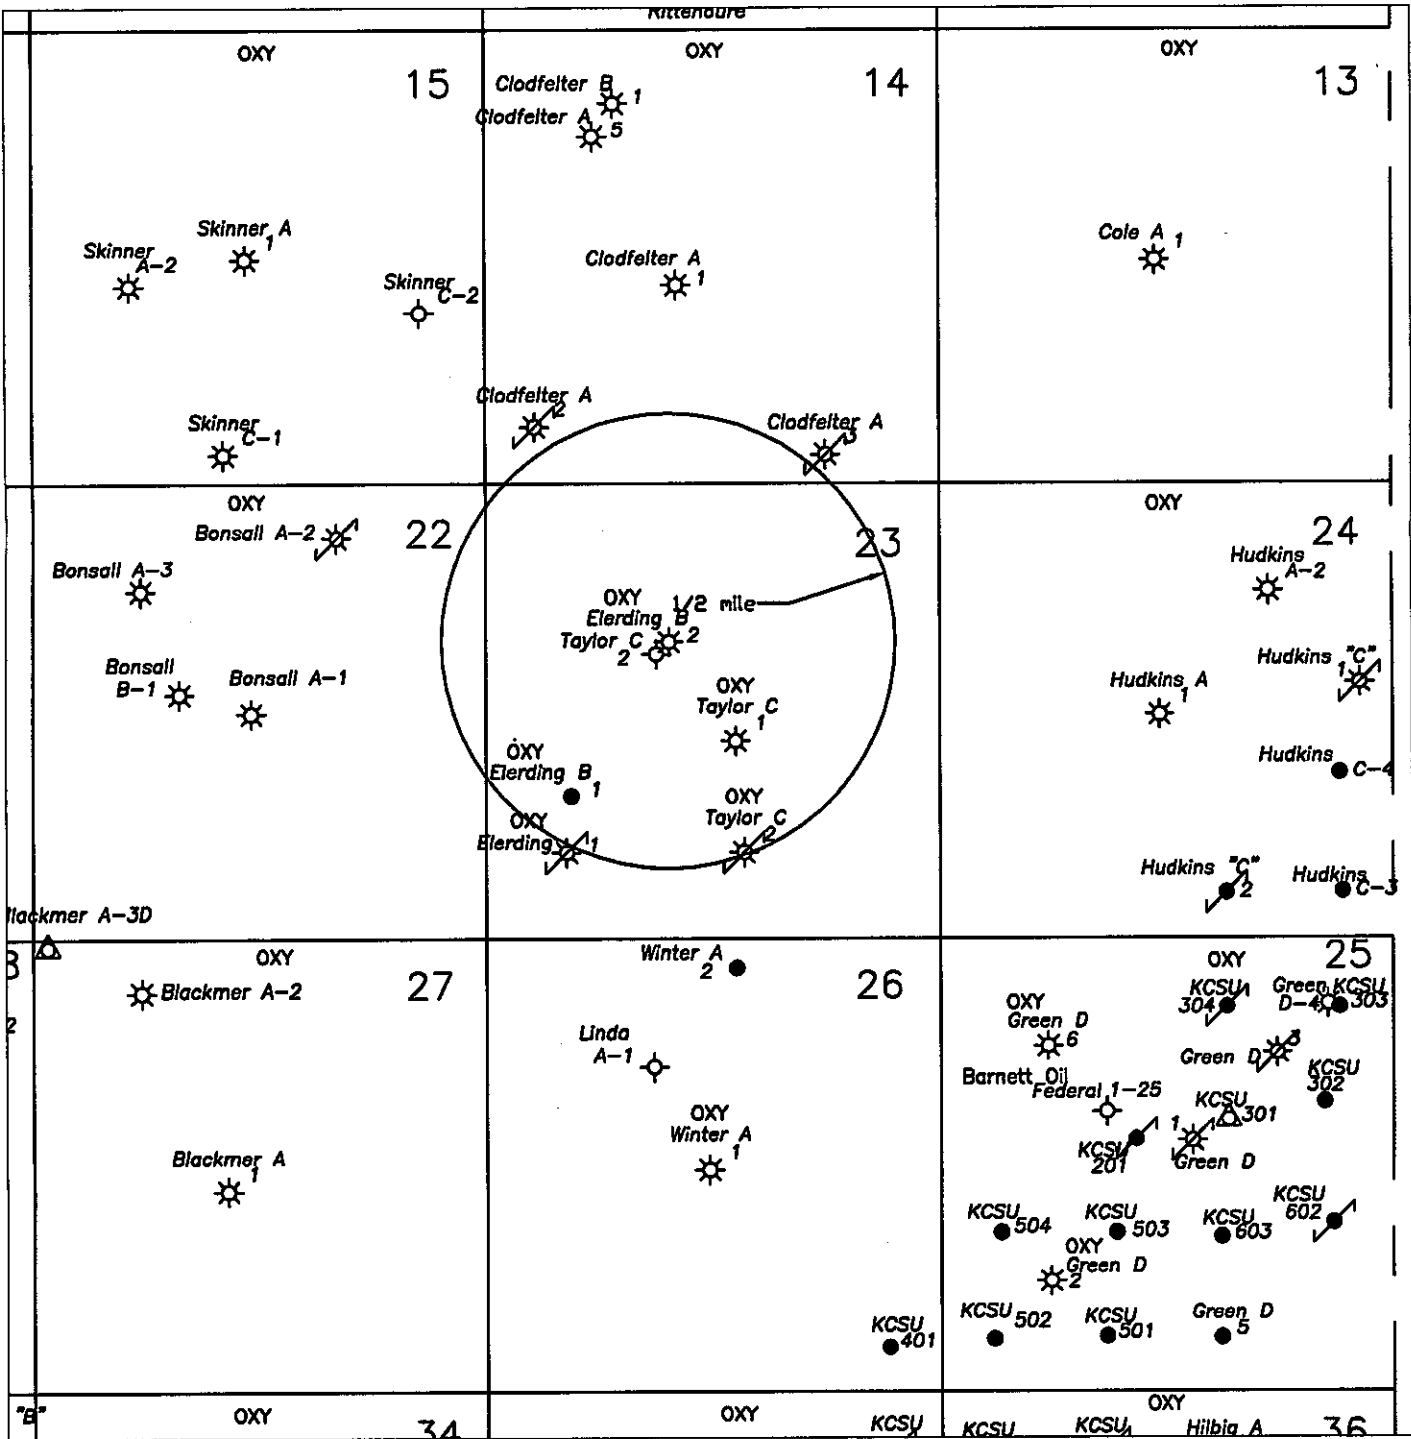 Rittenoure
OXY
15
OXY
14
OXY
13
Clodfelter B
1
Clodfelter A
5
Skinner A
1
Skinner
A-2
Skinner
C-2
Clodfelter A
1
Cole A
1
Clodfelter A
2
Clodfelter A
3
Skinner
C-1
OXY
22
Bonsall A-2
Bonsall A-3
Bonsall
B-1
Bonsall A-1
23
1/2 mile
OXY
Elerding B
2
Taylor C
2
OXY
Taylor C
1
OXY
Elerding B
1
OXY
Elerding
1
OXY
Taylor C
2
OXY
24
Hudkins
A-2
Hudkins "C"
1
Hudkins A
1
Hudkins
C-4
Hudkins "C"
2
Hudkins
C-3
lackmer A-3D
OXY
27
Blackmer A-2
2
Blackmer A
1
Winter A
2
26
Linda
A-1
OXY
Winter A
1
KCSU
401
OXY
25
KCSU
304
Green
D-4
KCSU
303
OXY
Green D
6
Green D
3
KCSU
302
Barnett Oil
Federal 1-25
KCSU
301
KCSU
201
1
Green D
KCSU
504
KCSU
503
KCSU
603
KCSU
602
OXY
Green D
2
KCSU
502
KCSU
501
Green D
5
"B"
OXY
34
OXY
KCSU
KCSU
KCSU
OXY
Hilbig A
36